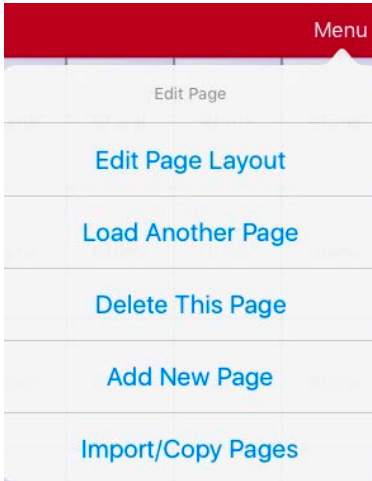 Menu
Edit Page
Edit Page Layout
Load Another Page
Delete This Page
Add New Page
Import/Copy Pages